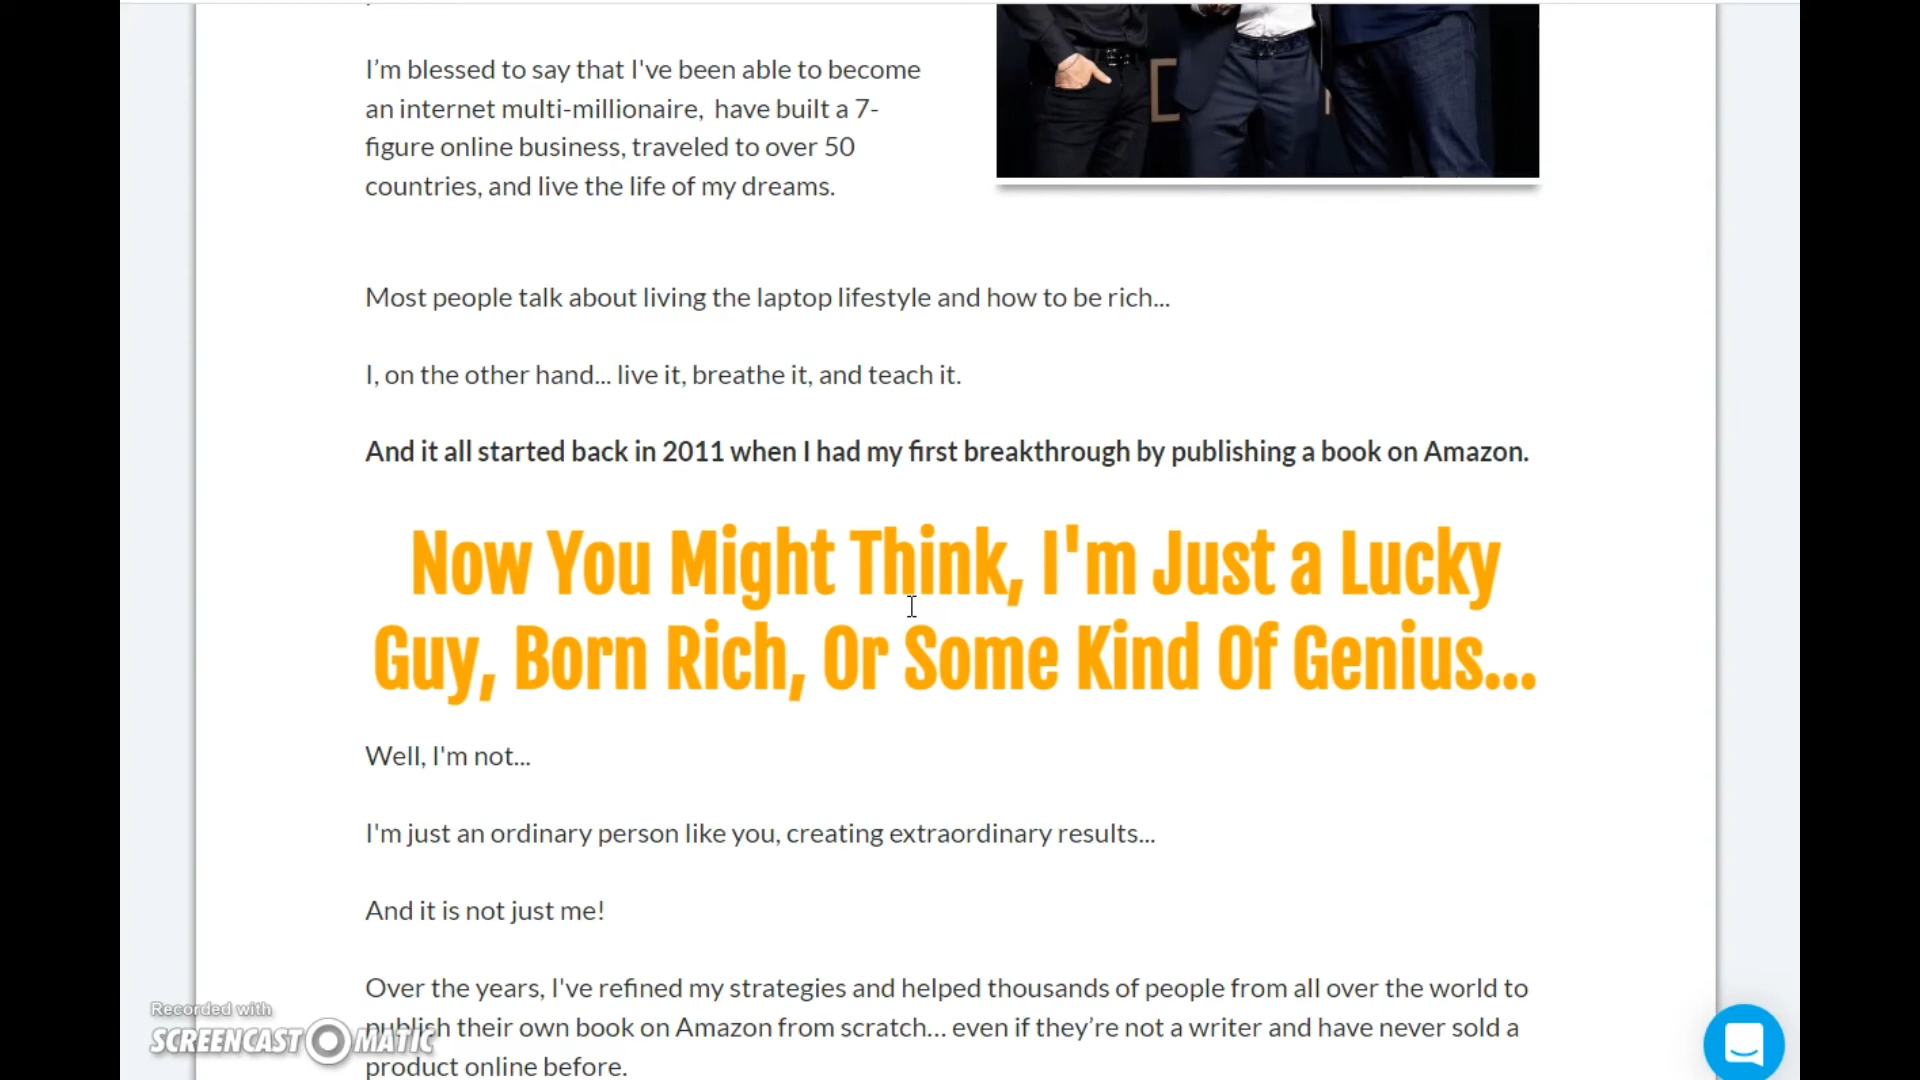 I’m blessed to say that I've been able to become
an internet multi-millionaire, have built a 7-
figure online business, traveled to over 50
countries, and live the life of my dreams.
Most people talk about living the laptop lifestyle and how to be rich...
I, on the other hand... live it, breathe it, and teach it.
And it all started back in 2011 when I had my first breakthrough by publishing a book on Amazon.
Now You Might Think, I'm Just a Lucky
Guy, Born Rich, Or Some Kind Of Genius...
Well, I'm not...
I'm just an ordinary person like you, creating extraordinary results...
And it is not just me!
Over the years, I've refined my strategies and helped thousands of people from all over the world to
publish their own book on Amazon from scratch... even if they’re not a writer and have never sold a
product online before.
Recorded with
SCREENCAST MATIC